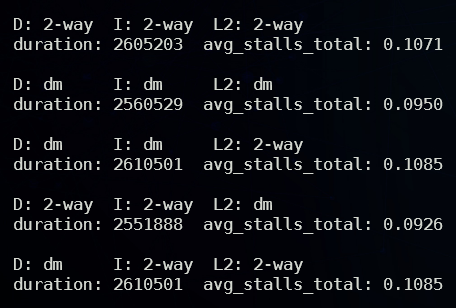 D: 2-way  I: 2-way  L2: 2-way
duration: 2605203  avg_stalls_total: 0.1071
D: dm     I: dm     L2: dm
duration: 2560529  avg_stalls_total: 0.0950
D: dm     I: dm     L2: 2-way
duration: 2610501  avg_stalls_total: 0.1085
D: 2-way  I: 2-way  L2: dm
duration: 2551888  avg_stalls_total: 0.0926
D: dm     I: 2-way  L2: 2-way
duration: 2610501  avg_stalls_total: 0.1085